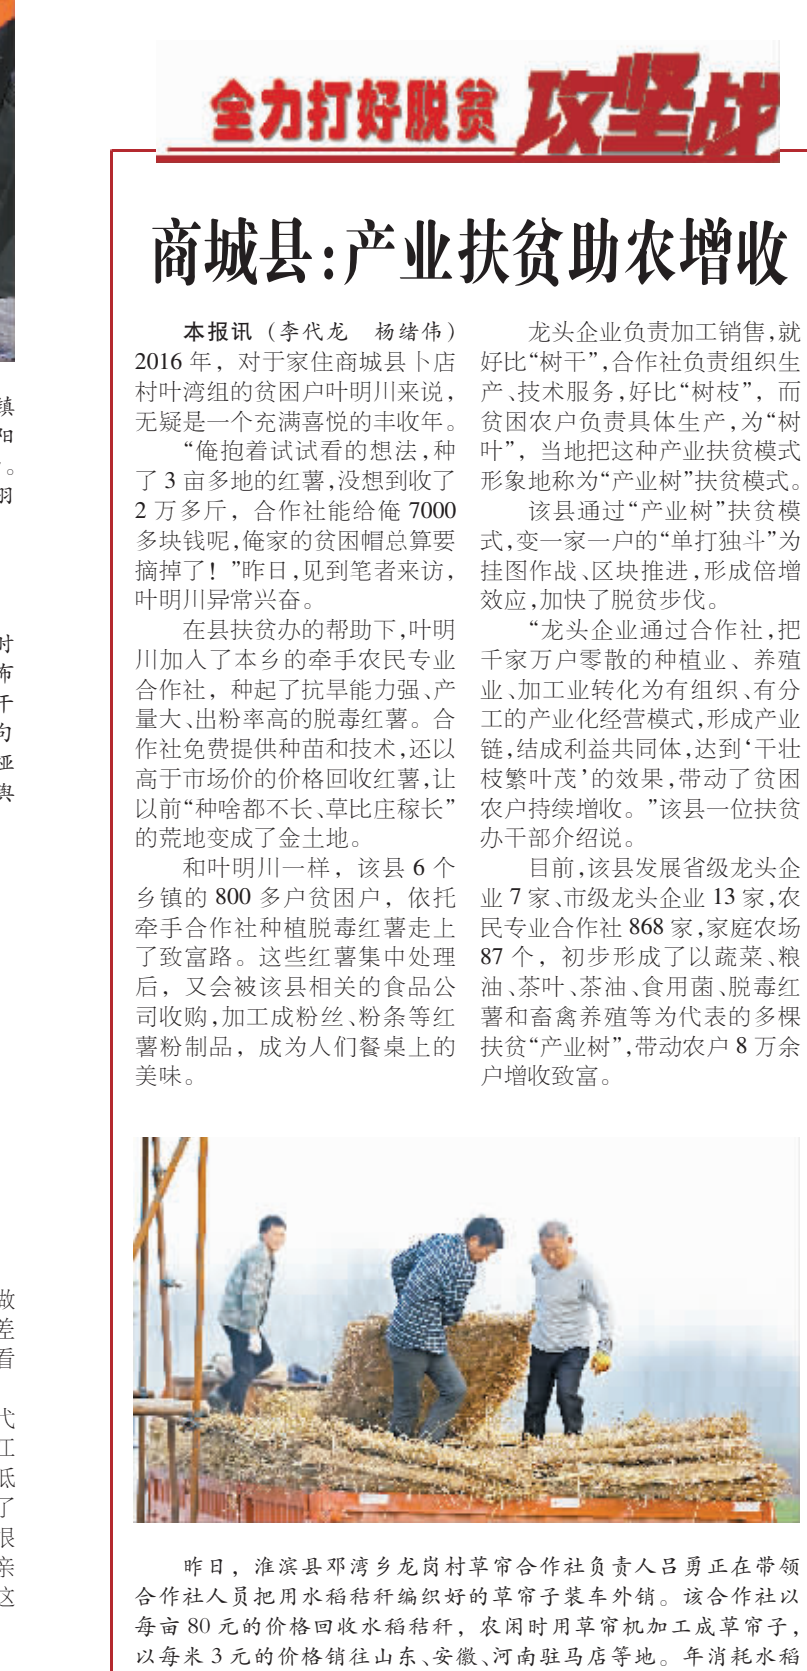 全力打好脱贫攻坚战
商城县:产业扶贫助农增收
本报讯（李代龙 杨绪伟）
2016 年，对于家住商城县卜店
村叶湾组的贫困户叶明川来说，
无疑是一个充满喜悦的丰收年。
“俺抱着试试看的想法，种
了 3 亩多地的红薯，没想到收了
2 万多斤，合作社能给俺 7000
多块钱呢，俺家的贫困帽总算要
摘掉了！”昨日，见到笔者来访，
叶明川异常兴奋。
在县扶贫办的帮助下，叶明
川加入了本乡的牵手农民专业
合作社，种起了抗旱能力强、产
量大、出粉率高的脱毒红薯。合
作社免费提供种苗和技术，还以
高于市场价的价格回收红薯，让
以前“种啥都不长、草比庄稼长”
的荒地变成了金土地。
和叶明川一样，该县 6 个
乡镇的 800 多户贫困户，依托
牵手合作社种植脱毒红薯走上
了致富路。这些红薯集中处理
后，又会被该县相关的食品公
司收购，加工成粉丝、粉条等红
薯粉制品，成为人们餐桌上的
美味。
龙头企业负责加工销售，就
好比“树干”，合作社负责组织生
产、技术服务，好比“树枝”，而
贫困农户负责具体生产，为“树
叶”，当地把这种产业扶贫模式
形象地称为“产业树”扶贫模式。
该县通过“产业树”扶贫模
式，变一家一户的“单打独斗”为
挂图作战、区块推进，形成倍增
效应，加快了脱贫步伐。
“龙头企业通过合作社，把
千家万户零散的种植业、养殖
业、加工业转化为有组织、有分
工的产业化经营模式，形成产业
链，结成利益共同体，达到‘干壮
枝繁叶茂’的效果，带动了贫困
农户持续增收。”该县一位扶贫
办干部介绍说。
目前，该县发展省级龙头企
业 7 家、市级龙头企业 13 家，农
民专业合作社 868 家，家庭农场
87 个，初步形成了以蔬菜、粮
油、茶叶、茶油、食用菌、脱毒红
薯和畜禽养殖等为代表的多棵
扶贫“产业树”，带动农户 8 万余
户增收致富。
昨日，淮滨县邓湾乡龙岗村草帘合作社负责人吕勇正在带领
合作社人员把用水稻秸秆编织好的草帘子装车外销。该合作社以
每亩 80 元的价格回收水稻秸秆，农闲时用草帘机加工成草帘子，
以每米 3 元的价格销往山东、安徽、河南驻马店等地。年消耗水稻